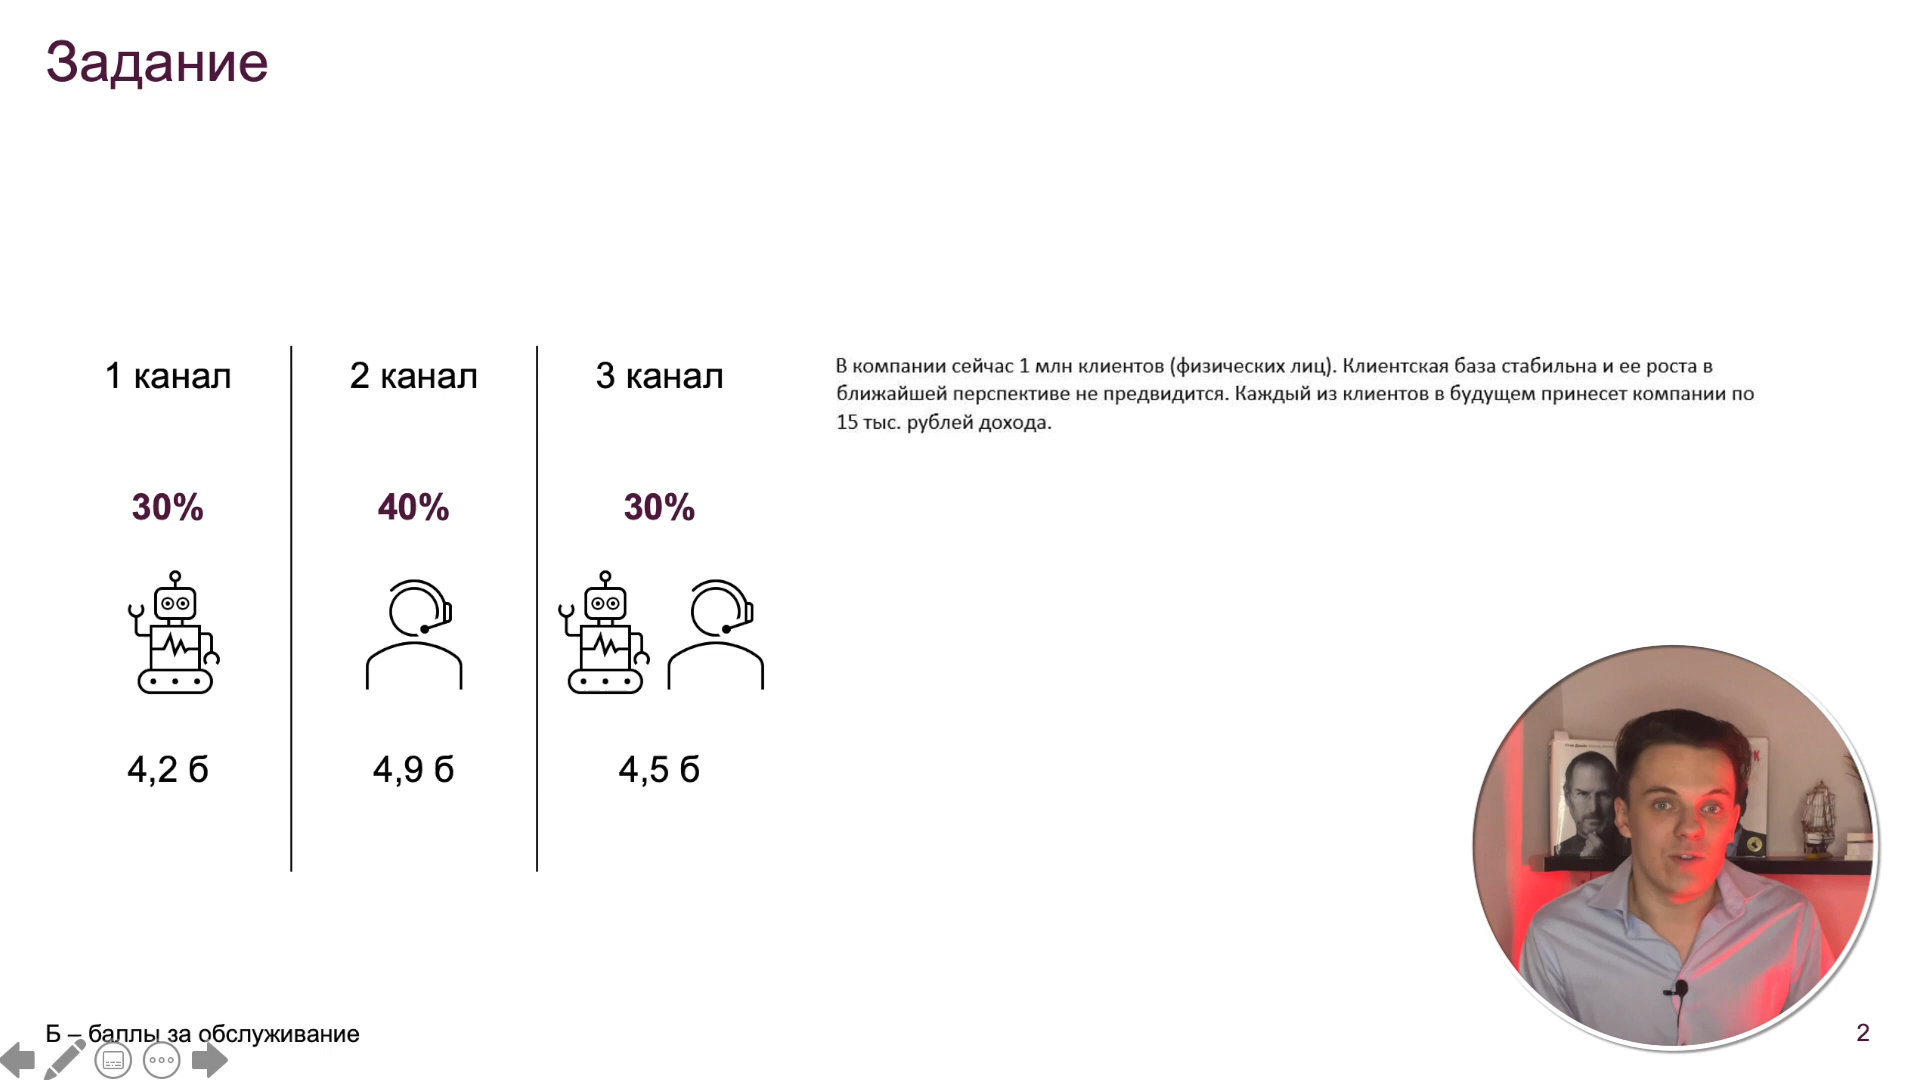 Задание
1 канал
2 канал
3 канал
30%
40%
30%
4,2 б
4,9 б
4,5 б
В компании сейчас 1 млн клиентов (физических лиц). Клиентская база стабильна и ее роста в
ближайшей перспективе не предвидится. Каждый из клиентов в будущем принесет компании по
15 тыс. рублей дохода.
Б – баллы за обслуживание
2